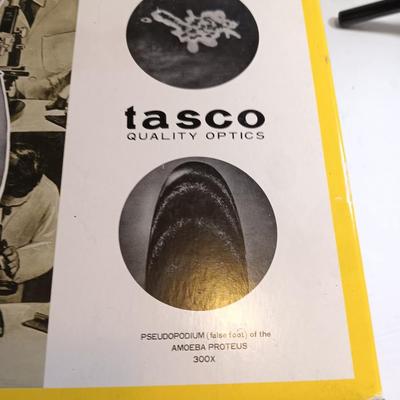 tasco
QUALITY OPTICS
PSEUDOPODIUM (false foot) of the
AMOEBA PROTEUS
300X